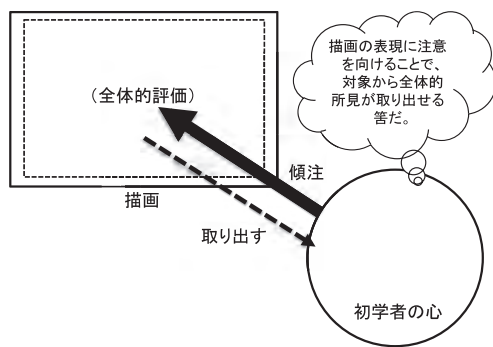 描画の表現に注意
を向けることで、
対象から全体的
所見が取り出せる
筈だ。
（全体的評価）
傾注
描画
取り出す
初学者の心